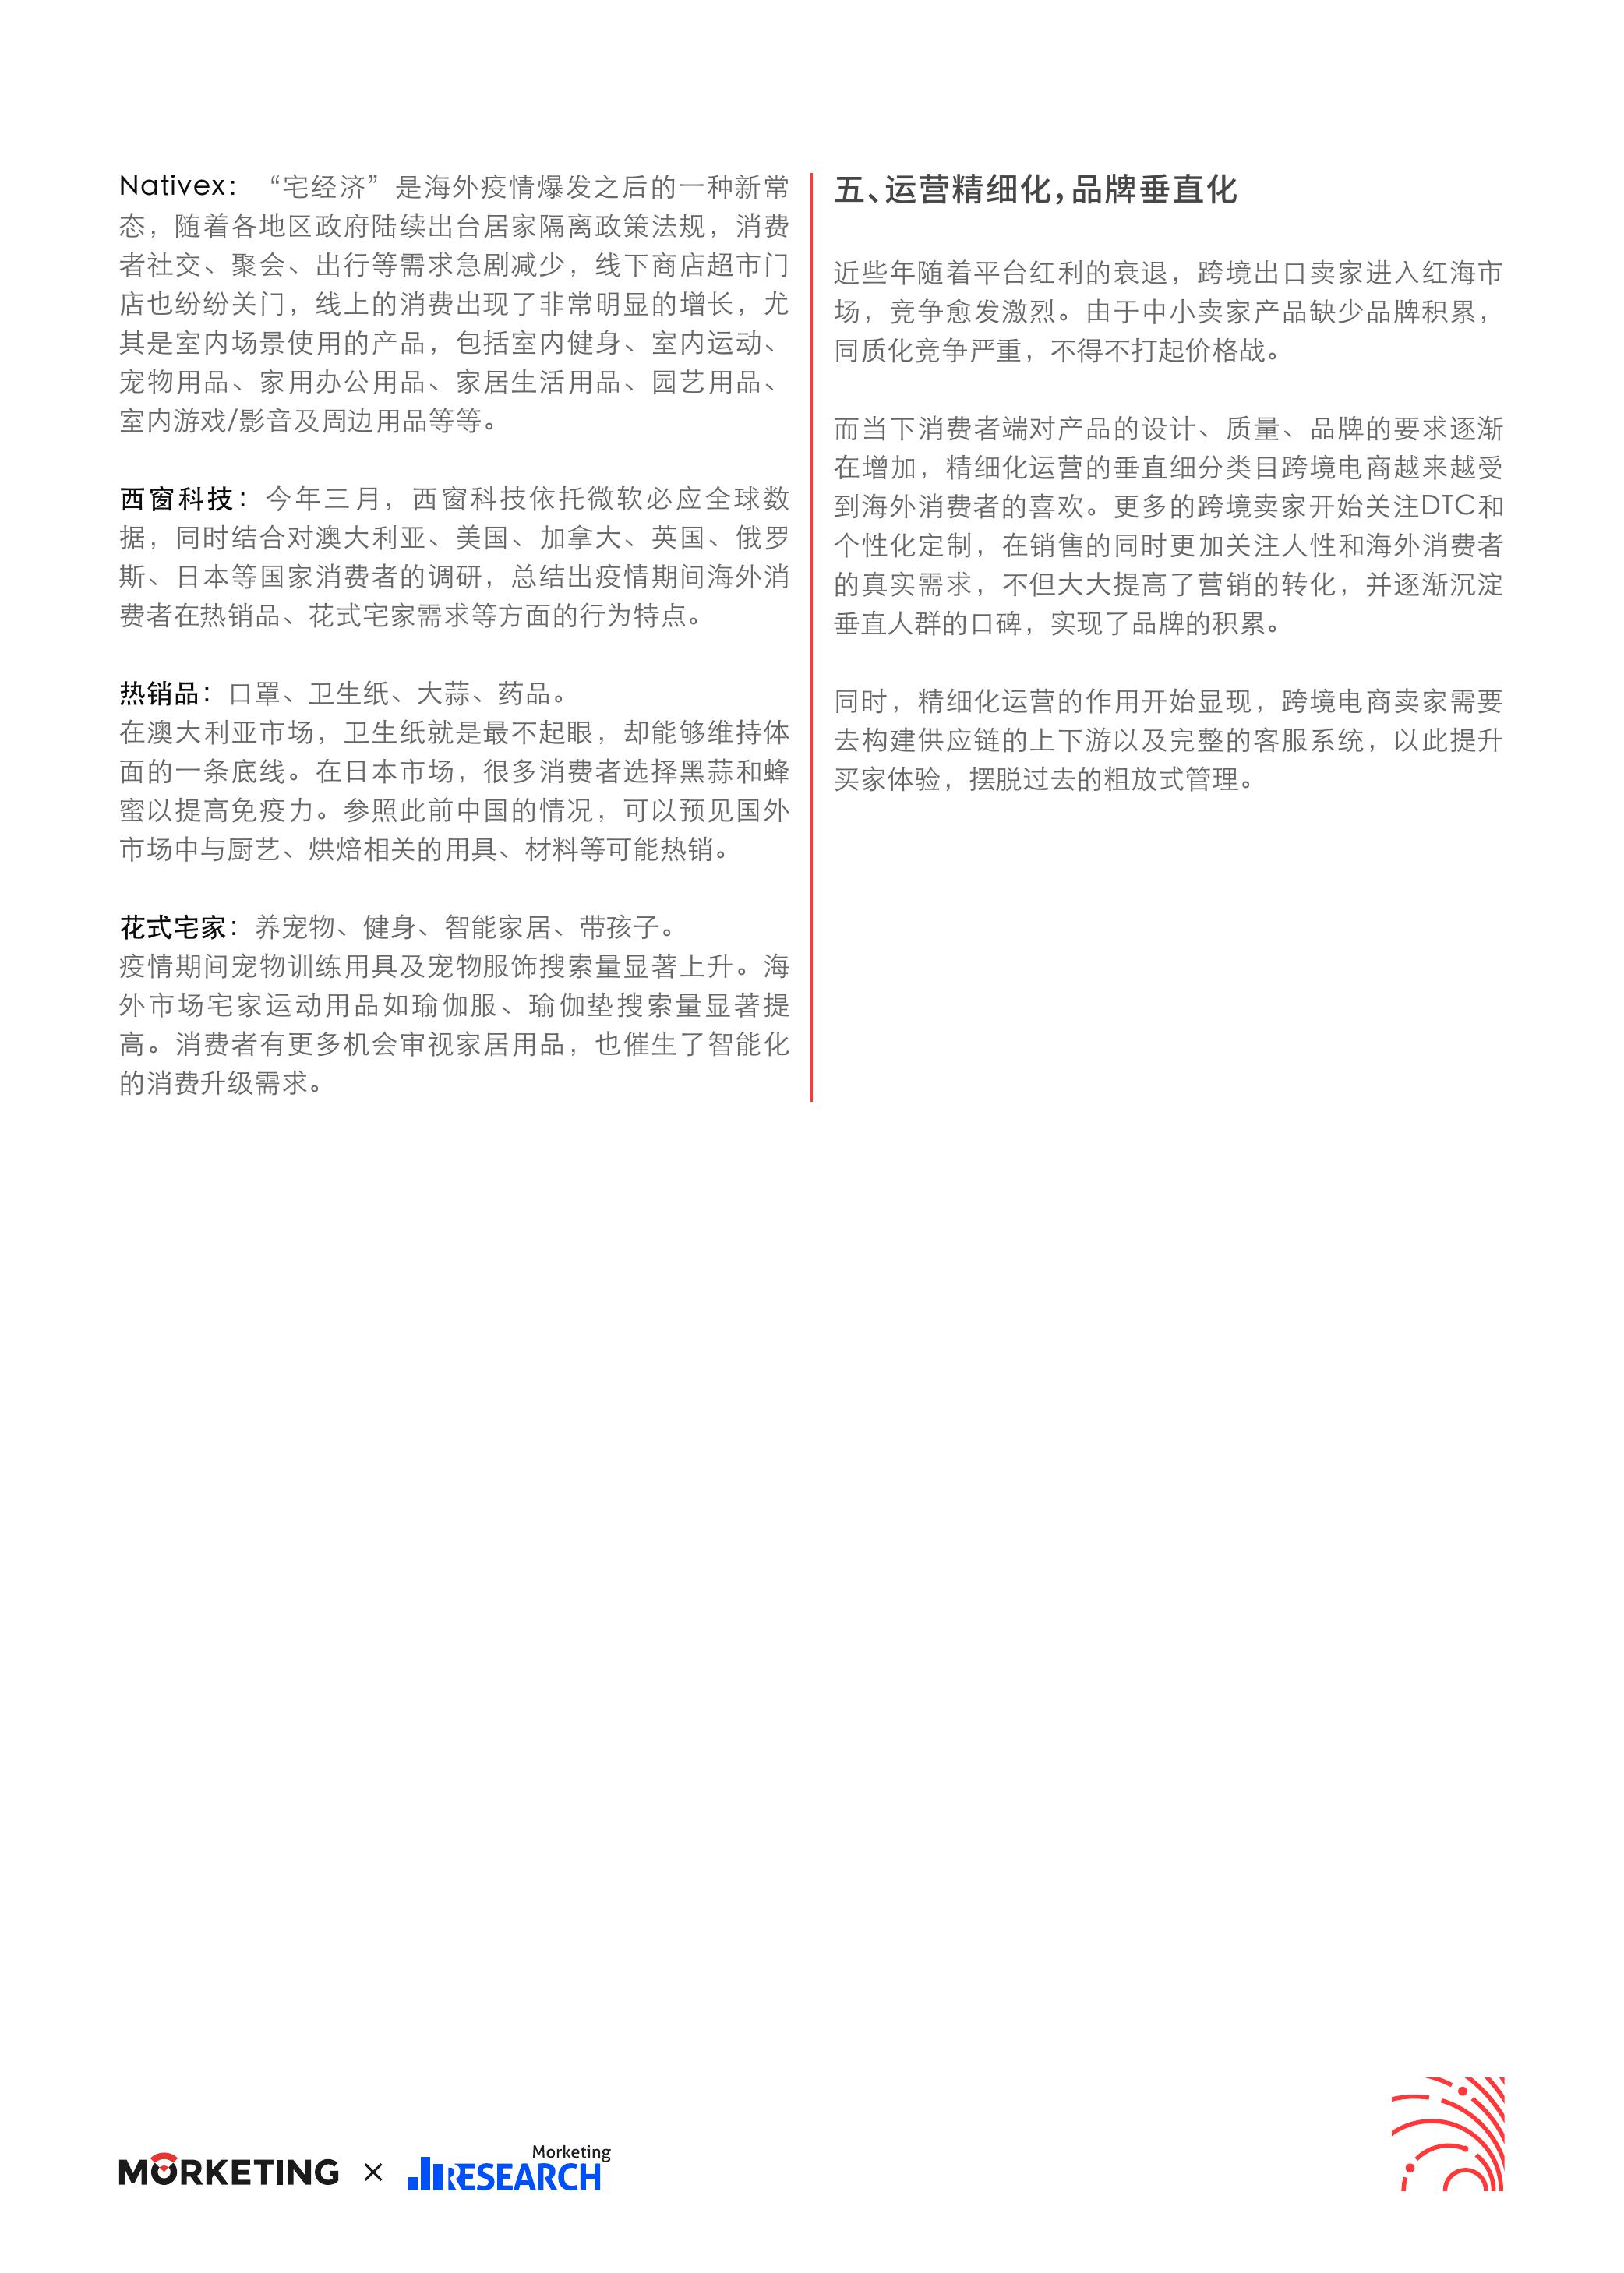 Nativex：“宅经济”是海外疫情爆发之后的一种新常
态，随着各地区政府陆续出台居家隔离政策法规，消费
者社交、聚会、出行等需求急剧减少，线下商店超市门
店也纷纷关门，线上的消费出现了非常明显的增长，尤
其是室内场景使用的产品，包括室内健身、室内运动、
宠物用品、家用办公用品、家居生活用品、园艺用品、
室内游戏/影音及周边用品等等。
西窗科技：今年三月，西窗科技依托微软必应全球数
据，同时结合对澳大利亚、美国、加拿大、英国、俄罗
斯、日本等国家消费者的调研，总结出疫情期间海外消
费者在热销品、花式宅家需求等方面的行为特点。
热销品：口罩、卫生纸、大蒜、药品。
在澳大利亚市场，卫生纸就是最不起眼，却能够维持体
面的一条底线。在日本市场，很多消费者选择黑蒜和蜂
蜜以提高免疫力。参照此前中国的情况，可以预见国外
市场中与厨艺、烘焙相关的用具、材料等可能热销。
花式宅家：养宠物、健身、智能家居、带孩子。
疫情期间宠物训练用具及宠物服饰搜索量显著上升。海
外市场宅家运动用品如瑜伽服、瑜伽垫搜索量显著提
高。消费者有更多机会审视家居用品，也催生了智能化
的消费升级需求。
五、运营精细化，品牌垂直化
近些年随着平台红利的衰退，跨境出口卖家进入红海市
场，竞争愈发激烈。由于中小卖家产品缺少品牌积累，
同质化竞争严重，不得不打起价格战。
而当下消费者端对产品的设计、质量、品牌的要求逐渐
在增加，精细化运营的垂直细分类目跨境电商越来越受
到海外消费者的喜欢。更多的跨境卖家开始关注DTC和
个性化定制，在销售的同时更加关注人性和海外消费者
的真实需求，不但大大提高了营销的转化，并逐渐沉淀
垂直人群的口碑，实现了品牌的积累。
同时，精细化运营的作用开始显现，跨境电商卖家需要
去构建供应链的上下游以及完整的客服系统，以此提升
买家体验，摆脱过去的粗放式管理。
MORKETING × Morketing RESEARCH